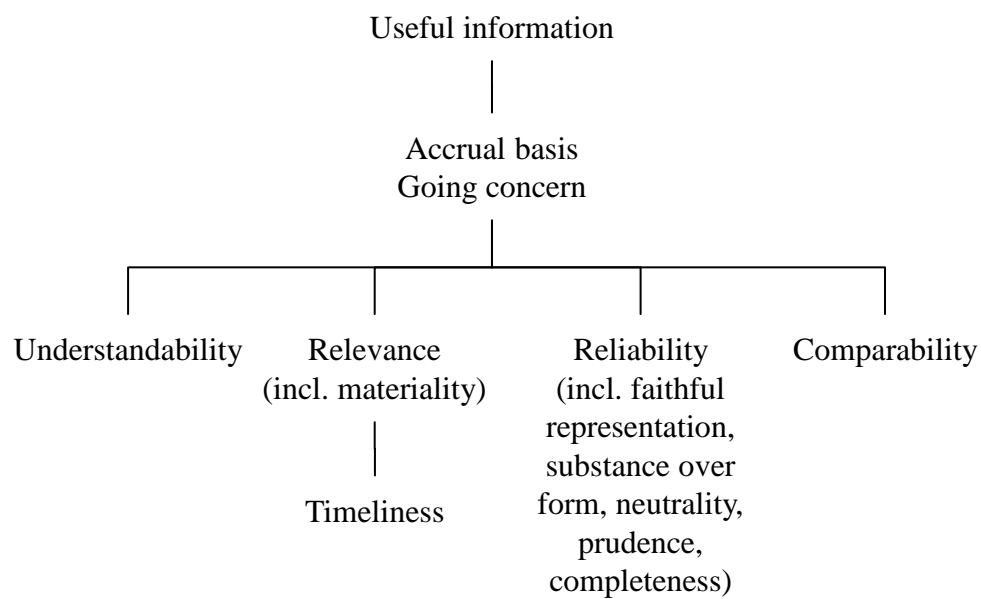 Useful information
Accrual basis
Going concern
Understandability
Relevance
(incl. materiality)
Timeliness
Reliability
(incl. faithful
representation,
substance over
form, neutrality,
prudence,
completeness)
Comparability